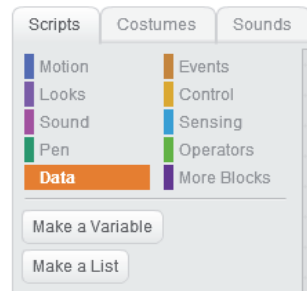 Scripts Costumes Sounds
Motion Events
Looks Control
Sound Sensing
Pen Operators
Data More Blocks
Make a Variable
Make a List